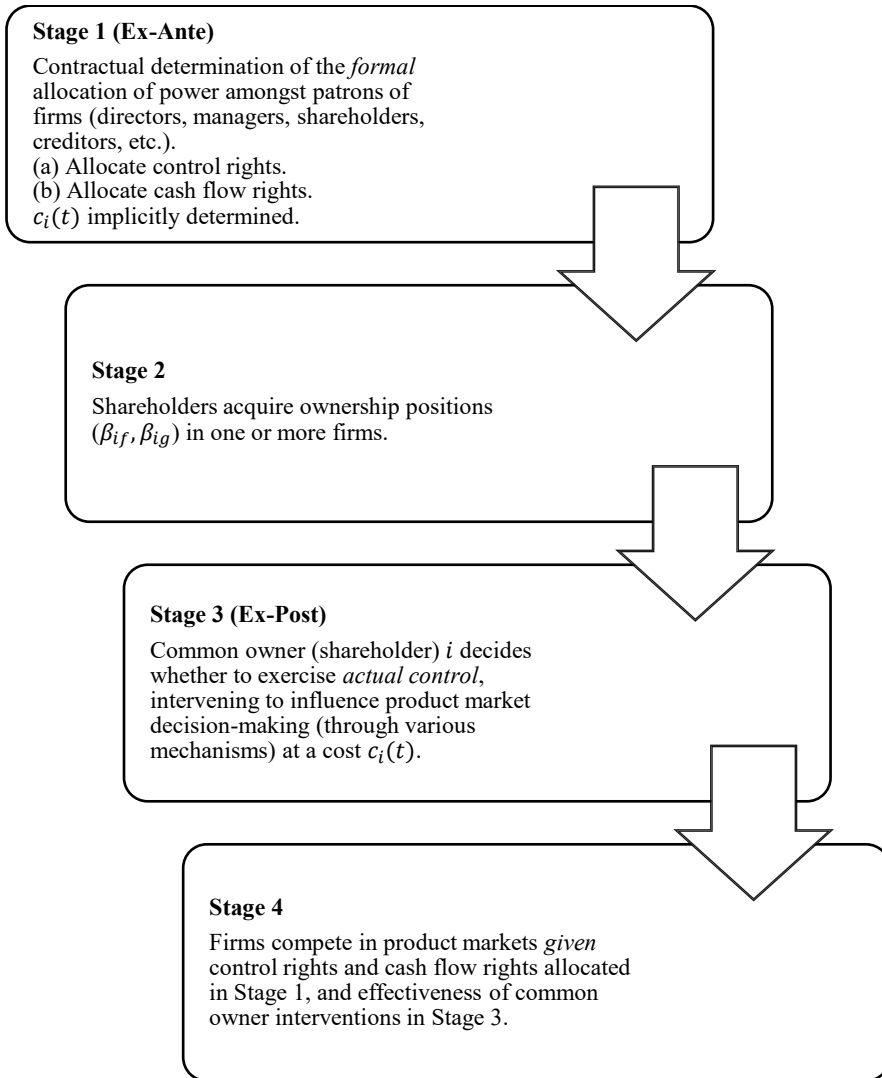 Stage 1 (Ex-Ante)
Contractual determination of the formal
allocation of power amongst patrons of
firms (directors, managers, shareholders,
creditors, etc.).
(a) Allocate control rights.
(b) Allocate cash flow rights.
𝑐ᵢ(𝑡) implicitly determined.
Stage 2
Shareholders acquire ownership positions
(𝛽_{𝑖𝑓}, 𝛽_{𝑖𝑔}) in one or more firms.
Stage 3 (Ex-Post)
Common owner (shareholder) 𝑖 decides
whether to exercise actual control,
intervening to influence product market
decision-making (through various
mechanisms) at a cost 𝑐ᵢ(𝑡).
Stage 4
Firms compete in product markets given
control rights and cash flow rights allocated
in Stage 1, and effectiveness of common
owner interventions in Stage 3.